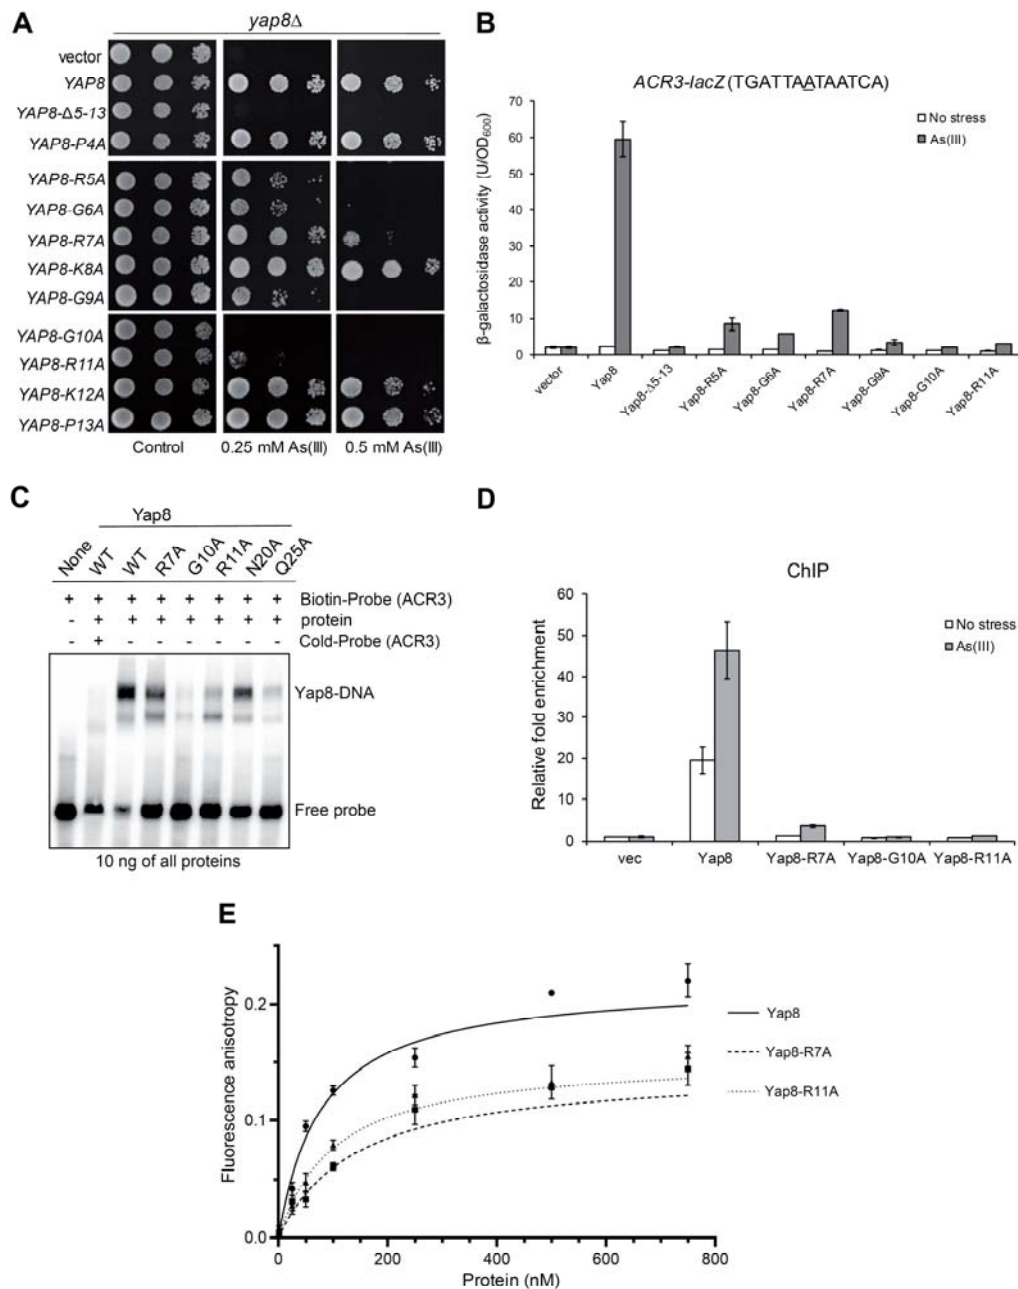 A
yap8Δ
vector
YAP8
YAP8-Δ5-13
YAP8-P4A
YAP8-R5A
YAP8-G6A
YAP8-R7A
YAP8-K8A
YAP8-G9A
YAP8-G10A
YAP8-R11A
YAP8-K12A
YAP8-P13A
Control
0.25 mM As(III)
0.5 mM As(III)
B
ACR3-lacZ (TGATTAATAATCA)
β-galactosidase activity (U/OD600)
70
60
50
40
30
20
10
0
No stress
As(III)
vector
Yap8
Yap8-Δ5-13
Yap8-R5A
Yap8-G6A
Yap8-R7A
Yap8-G9A
Yap8-G10A
Yap8-R11A
C
Yap8
None WT WT R7A G10A R11A N20A Q25A
+ + + + + + + + Biotin-Probe (ACR3)
- + + + + + + + protein
- + - - - - - - Cold-Probe (ACR3)
Yap8-DNA
Free probe
10 ng of all proteins
D
ChIP
Relative fold enrichment
60
50
40
30
20
10
0
No stress
As(III)
vec
Yap8
Yap8-R7A
Yap8-G10A
Yap8-R11A
E
Fluorescence anisotropy
0.2
0.1
0.0
0 200 400 600 800
Protein (nM)
Yap8
Yap8-R7A
Yap8-R11A